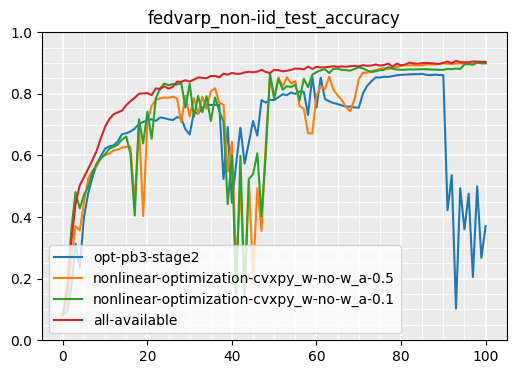 fedvarp_non-iid_test_accuracy
1.0
0.8
0.6
0.4
0.2
0.0
opt-pb3-stage2
nonlinear-optimization-cvxpy_w-no-w_a-0.5
nonlinear-optimization-cvxpy_w-no-w_a-0.1
all-available
0 20 40 60 80 100